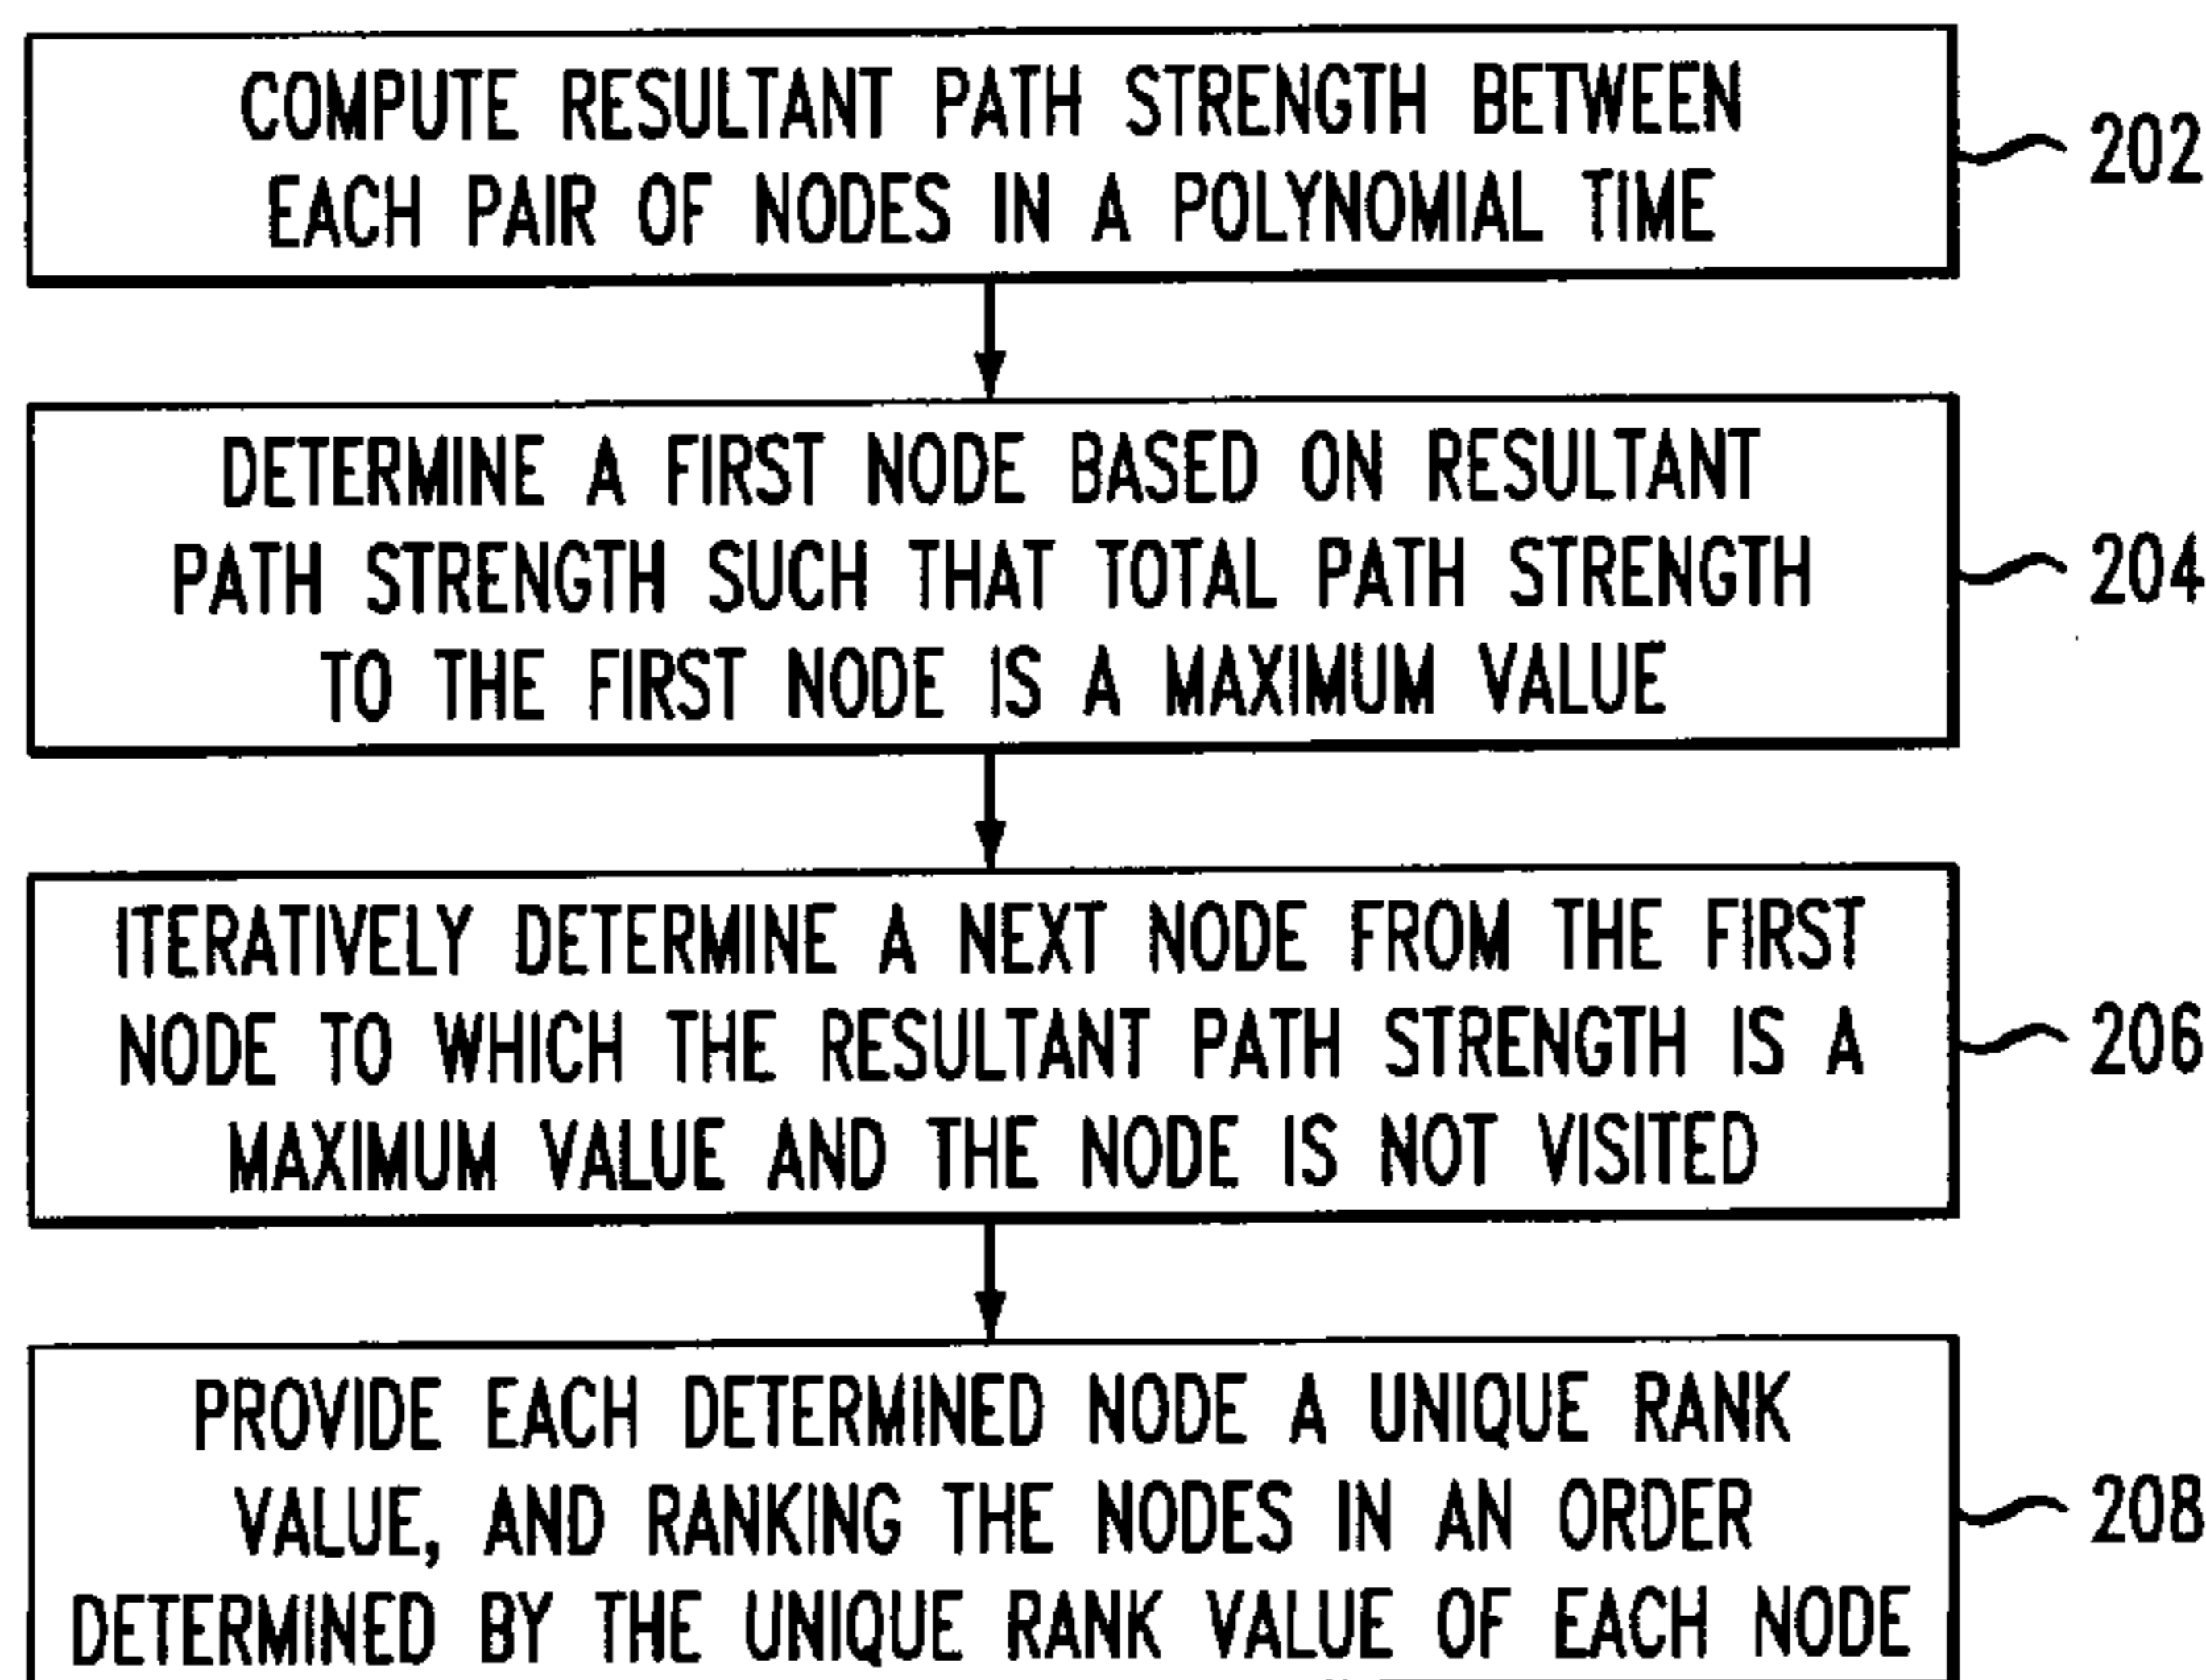 COMPUTE RESULTANT PATH STRENGTH BETWEEN
EACH PAIR OF NODES IN A POLYNOMIAL TIME
202
DETERMINE A FIRST NODE BASED ON RESULTANT
PATH STRENGTH SUCH THAT TOTAL PATH STRENGTH
TO THE FIRST NODE IS A MAXIMUM VALUE
204
ITERATIVELY DETERMINE A NEXT NODE FROM THE FIRST
NODE TO WHICH THE RESULTANT PATH STRENGTH IS A
MAXIMUM VALUE AND THE NODE IS NOT VISITED
206
PROVIDE EACH DETERMINED NODE A UNIQUE RANK
VALUE, AND RANKING THE NODES IN AN ORDER
DETERMINED BY THE UNIQUE RANK VALUE OF EACH NODE
208